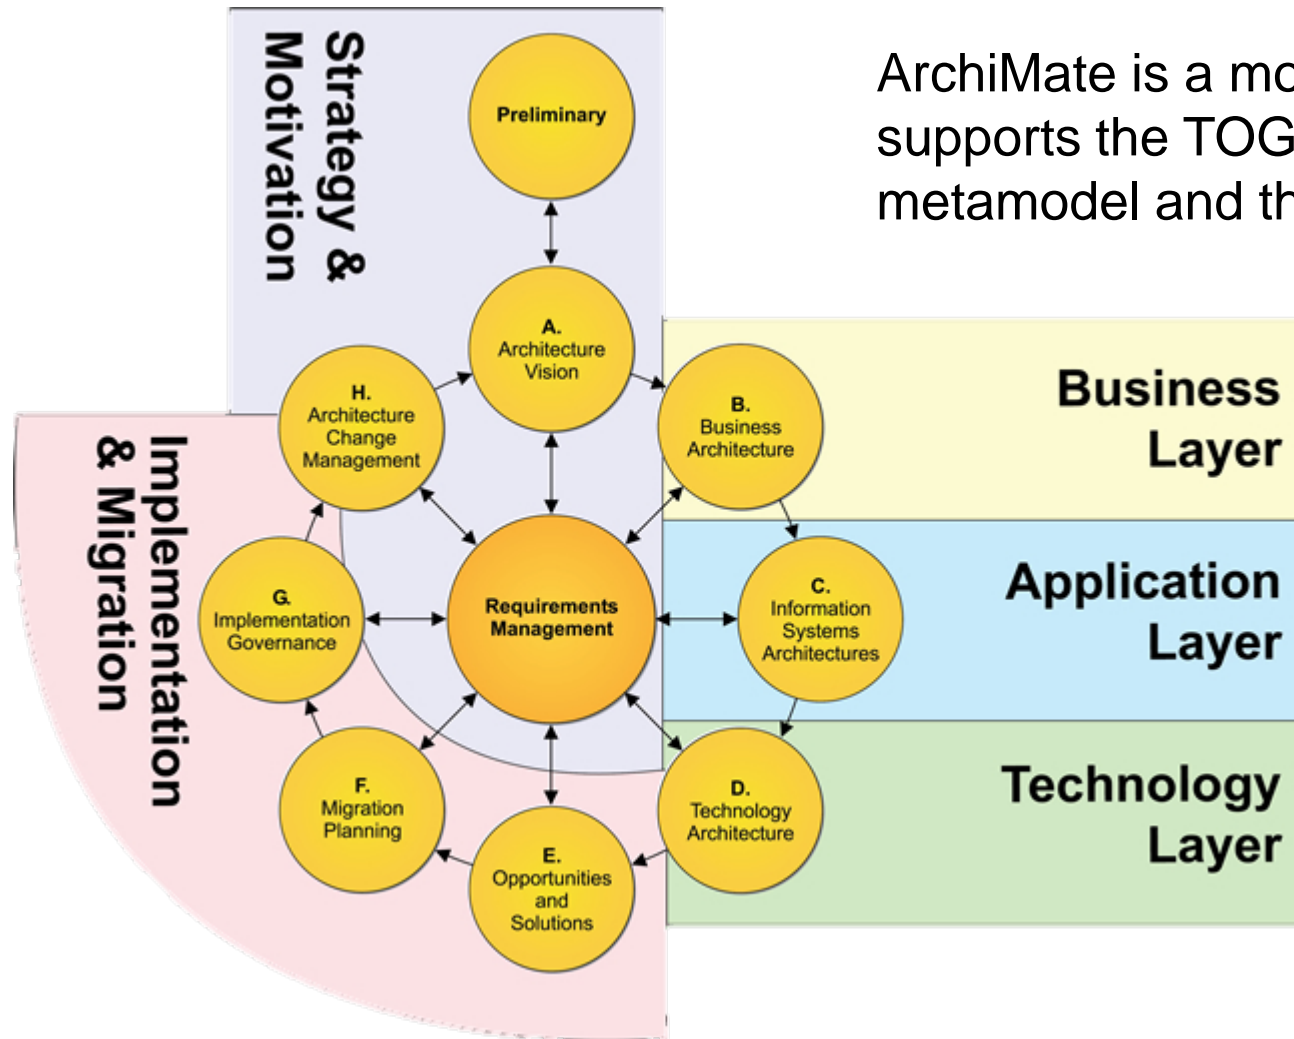 Strategy &
Motivation
Preliminary
ArchiMate is a mo
supports the TOG
metamodel and th
A.
Architecture
Vision
H.
Architecture
Change
Management
B.
Business
Architecture
Business
Layer
Implementation
& Migration
G.
Implementation
Governance
Requirements
Management
C.
Information
Systems
Architectures
Application
Layer
F.
Migration
Planning
E.
Opportunities
and
Solutions
D.
Technology
Architecture
Technology
Layer